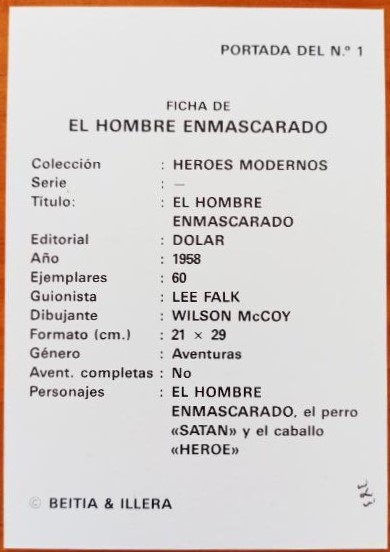 PORTADA DEL N.º 1
FICHA DE
EL HOMBRE ENMASCARADO
Colección : HEROES MODERNOS
Serie : —
Título: : EL HOMBRE
ENMASCARADO
Editorial : DOLAR
Año : 1958
Ejemplares : 60
Guionista : LEE FALK
Dibujante : WILSON McCOY
Formato (cm.) : 21 × 29
Género : Aventuras
Avent. completas : No
Personajes : EL HOMBRE
ENMASCARADO, el perro
«SATAN» y el caballo
«HEROE»
© BEITIA & ILLERA